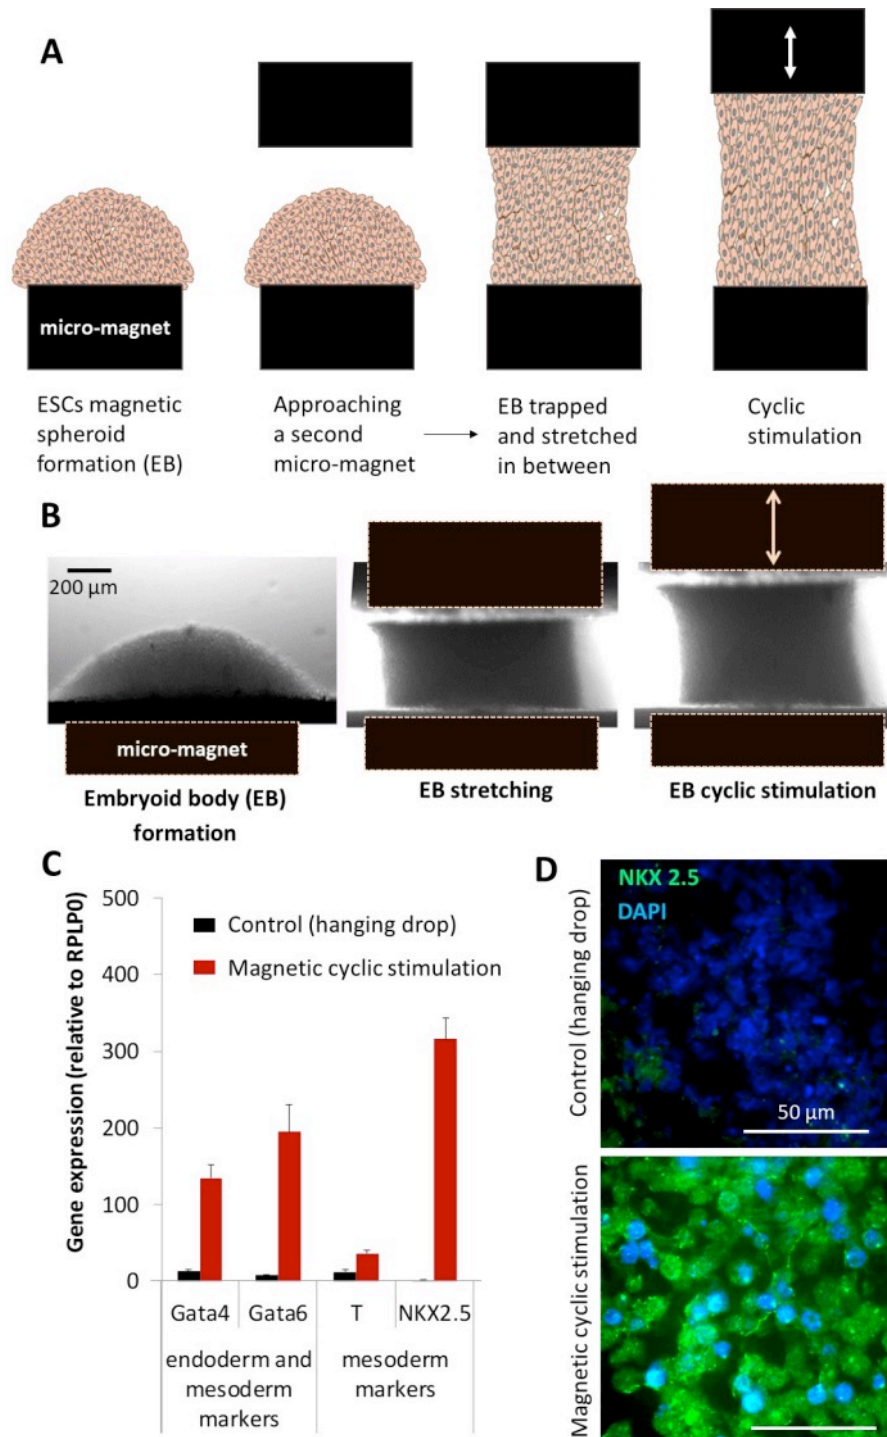 A
micro-magnet
ESCs magnetic
spheroid
formation (EB)
Approaching
a second
micro-magnet
EB trapped
and stretched
in between
Cyclic
stimulation
B
200 µm
micro-magnet
Embryoid body (EB)
formation
EB stretching
EB cyclic stimulation
C
Gene expression (relative to RPLP0)
500
400
300
200
100
0
Control (hanging drop)
Magnetic cyclic stimulation
Gata4
Gata6
T
NKX2.5
endoderm and
mesoderm
markers
mesoderm
markers
D
Control (hanging drop)
NKX 2.5
DAPI
50 µm
Magnetic cyclic stimulation